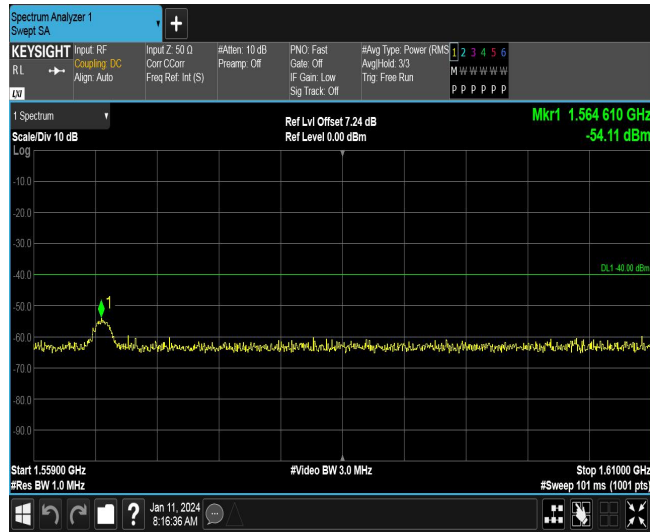 Spectrum Analyzer 1
Swept SA
+
KEYSIGHT
RL
LXI
Input: RF
Coupling: DC
Align: Auto
Input Z: 50 Ω
Corr CCorr
Freq Ref: Int (S)
#Atten: 10 dB
Preamp: Off
PNO: Fast
Gate: Off
IF Gain: Low
Sig Track: Off
#Avg Type: Power (RMS
Avg|Hold: 3/3
Trig: Free Run
1 2 3 4 5 6
M W W W W W
P P P P P P
1 Spectrum
Scale/Div 10 dB
Ref Lvl Offset 7.24 dB
Ref Level 0.00 dBm
Mkr1 1.564 610 GHz
-54.11 dBm
Log
-10.0
-20.0
-30.0
-40.0
DL1 -40.00 dBm
1
-50.0
-60.0
-70.0
-80.0
-90.0
Start 1.55900 GHz
#Res BW 1.0 MHz
#Video BW 3.0 MHz
Stop 1.61000 GHz
#Sweep 101 ms (1001 pts)
?
Jan 11, 2024
8:16:36 AM